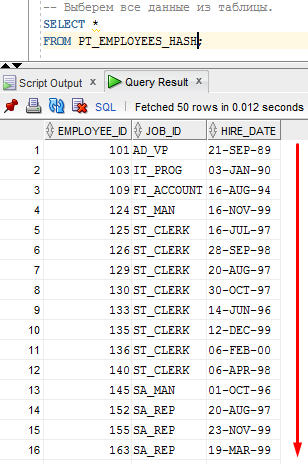 -- Выберем все данные из таблицы.
SELECT *
FROM PT_EMPLOYEES_HASH;
Script Output x Query Result x
SQL | Fetched 50 rows in 0.012 seconds
EMPLOYEE_ID JOB_ID HIRE_DATE
1 101 AD_VP 21-SEP-89
2 103 IT_PROG 03-JAN-90
3 109 FI_ACCOUNT 16-AUG-94
4 124 ST_MAN 16-NOV-99
5 125 ST_CLERK 16-JUL-97
6 126 ST_CLERK 28-SEP-98
7 129 ST_CLERK 20-AUG-97
8 130 ST_CLERK 30-OCT-97
9 133 ST_CLERK 14-JUN-96
10 135 ST_CLERK 12-DEC-99
11 136 ST_CLERK 06-FEB-00
12 140 ST_CLERK 06-APR-98
13 145 SA_MAN 01-OCT-96
14 152 SA_REP 20-AUG-97
15 155 SA_REP 23-NOV-99
16 163 SA_REP 19-MAR-99